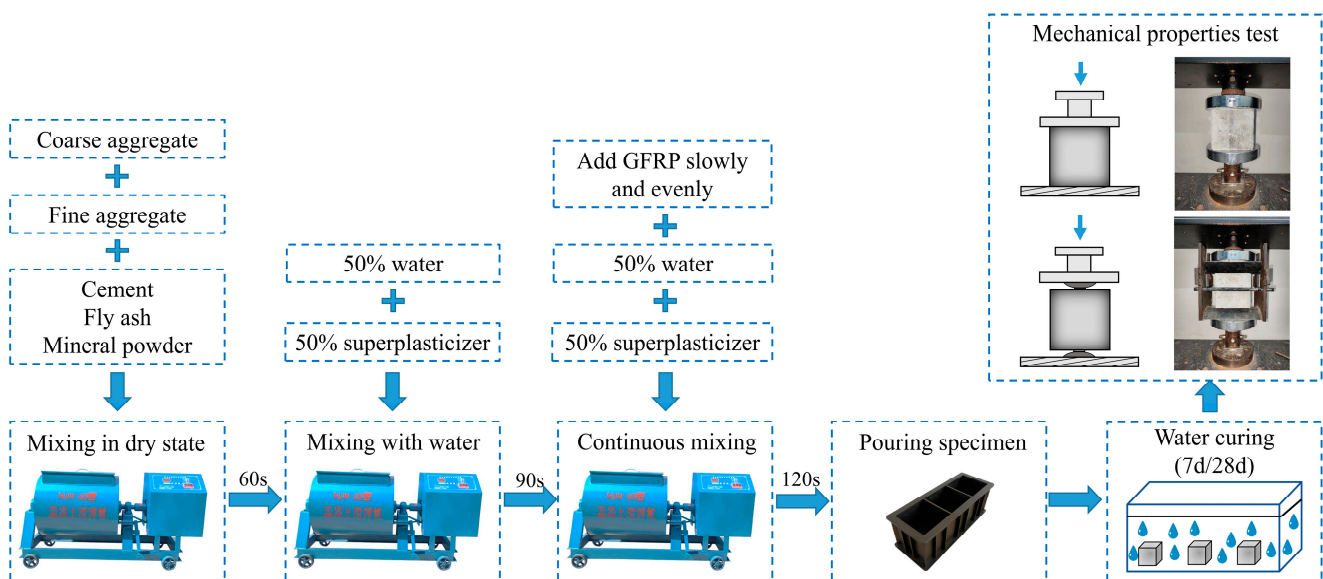 Mechanical properties test
Coarse aggregate
Fine aggregate
Cement
Fly ash
Mineral powder
50% water
50% superplasticizer
Add GFRP slowly
and evenly
50% water
50% superplasticizer
Mixing in dry state
60s
Mixing with water
90s
Continuous mixing
120s
Pouring specimen
Water curing
(7d/28d)